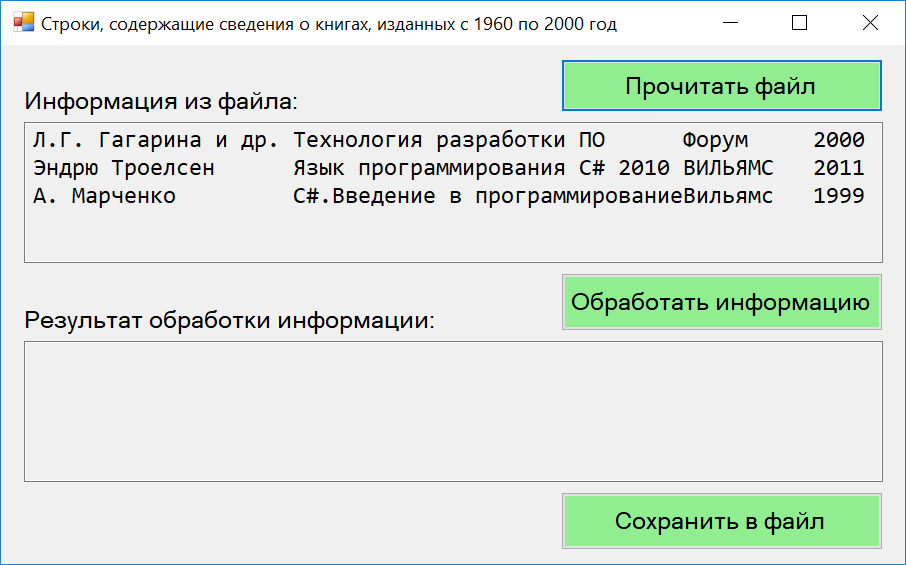 Строки, содержащие сведения о книгах, изданных с 1960 по 2000 год
Прочитать файл
Информация из файла:
Л.Г. Гагарина и др. Технология разработки ПО Форум 2000
Эндрю Троелсен Язык программирования C# 2010 ВИЛЬЯМС 2011
А. Марченко C#.Введение в программированиеВильямс 1999
Обработать информацию
Результат обработки информации:
Сохранить в файл